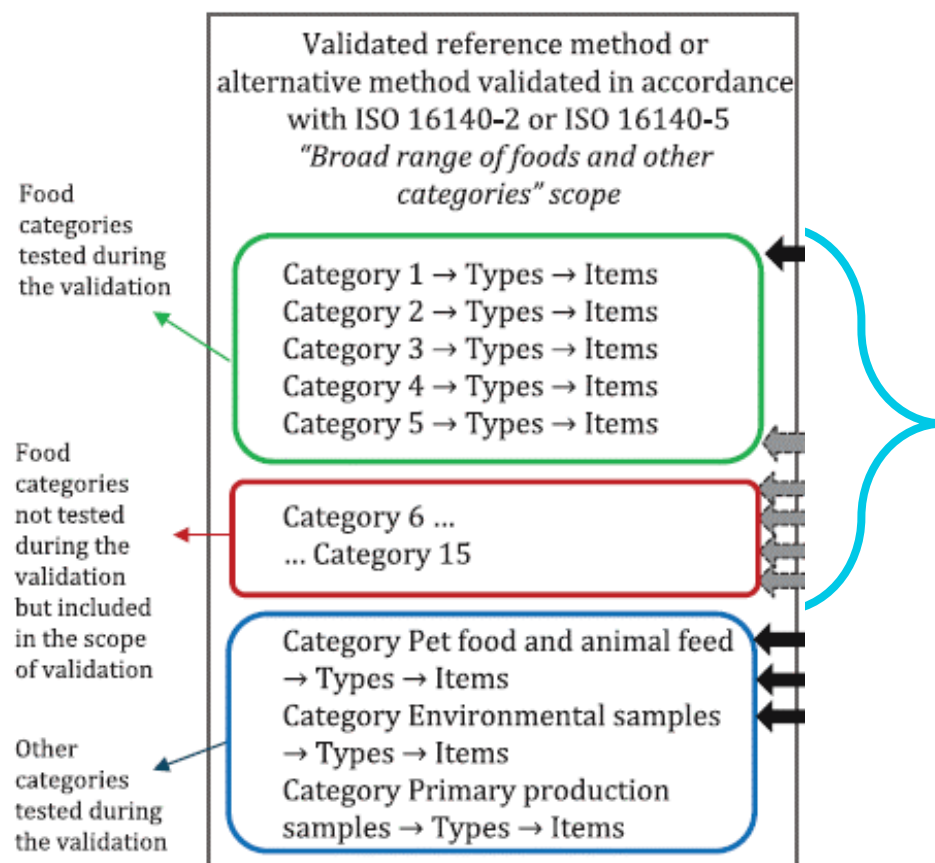 Validated reference method or
alternative method validated in accordance
with ISO 16140-2 or ISO 16140-5
“Broad range of foods and other
categories” scope
Food
categories
tested during
the validation
Category 1 → Types → Items
Category 2 → Types → Items
Category 3 → Types → Items
Category 4 → Types → Items
Category 5 → Types → Items
Food
categories
not tested
during the
validation
but included
in the scope
of validation
Category 6 ...
... Category 15
Category Pet food and animal feed
→ Types → Items
Category Environmental samples
→ Types → Items
Category Primary production
samples → Types → Items
Other
categories
tested during
the validation